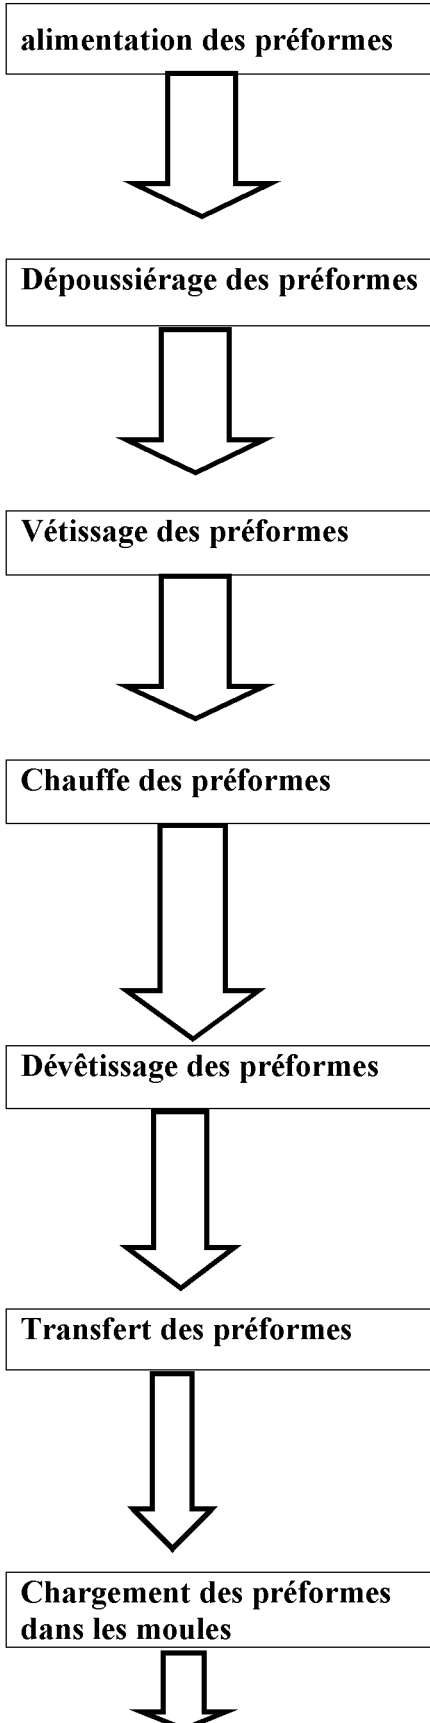 alimentation des préformes
Dépoussiérage des préformes
Vétissage des préformes
Chauffe des préformes
Dévêtissage des préformes
Transfert des préformes
Chargement des préformes
dans les moules